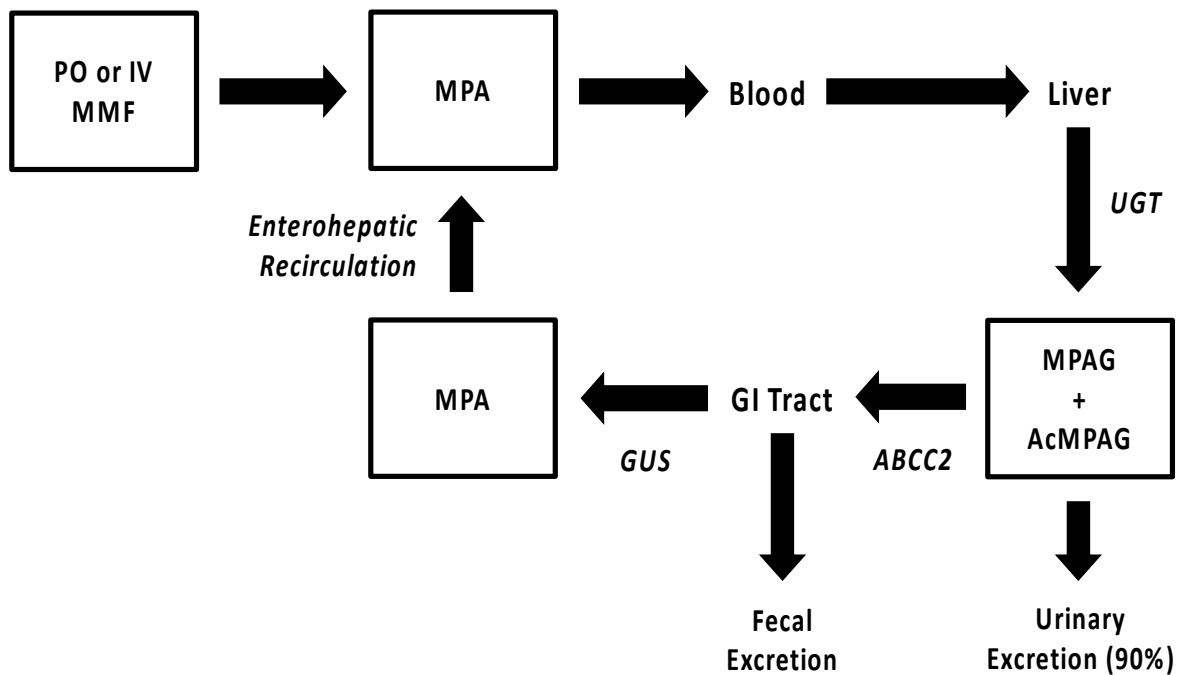 PO or IV
MMF
MPA
Blood
Liver
UGT
Enterohepatic
Recirculation
MPA
GUS
GI Tract
ABCC2
MPAG
+
AcMPAG
Fecal
Excretion
Urinary
Excretion (90%)